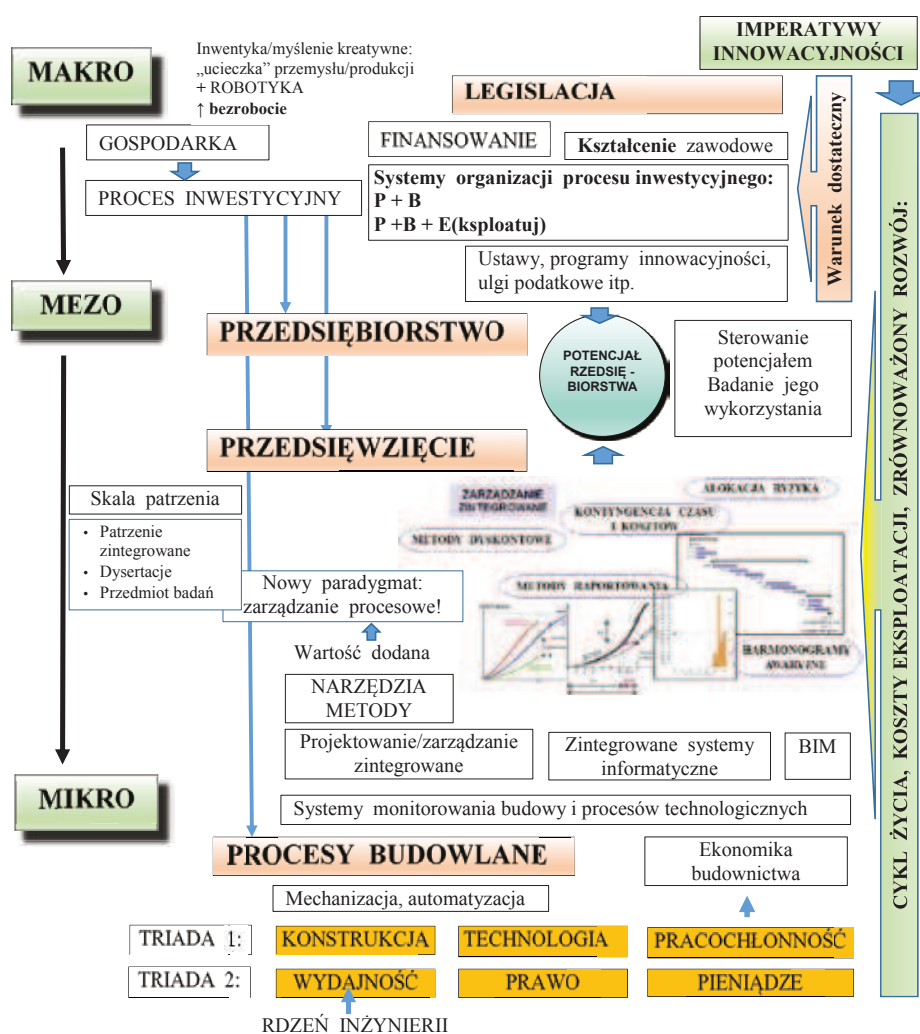 IMPERATYWY
INNOWACYJNOŚCI
MAKRO
Inwentyka/myślenie kreatywne:
„ucieczka” przemysłu/produkcji
+ ROBOTYKA
↑ bezrobocie
LEGISLACJA
GOSPODARKA
FINANSOWANIE
Kształcenie zawodowe
PROCES INWESTYCYJNY
Systemy organizacji procesu inwestycyjnego:
P + B
P +B + E(ksploatuj)
Warunek dostateczny
Ustawy, programy innowacyjności,
ulgi podatkowe itp.
MEZO
PRZEDSIĘBIORSTWO
POTENCJAŁ
RZEDSIĘ -
BIORSTWA
Sterowanie
potencjałem
Badanie jego
wykorzystania
PRZEDSIĘWZIĘCIE
CYKL ŻYCIA, KOSZTY EKSPLOATACJI, ZRÓWNOWAŻONY ROZWÓJ:
Skala patrzenia
• Patrzenie
zintegrowane
• Dysertacje
• Przedmiot badań
ZARZĄDZANIE
ZINTEGROWANE
ALOKACJA RYZYKA
KONTYNGENCJA CZASU
I KOSZTÓW
METODY DYSKONTOWE
METODY RAPORTOWANIA
HARMONOGRAMY
AWARYJNE
Nowy paradygmat:
zarządzanie procesowe!
Wartość dodana
NARZĘDZIA
METODY
Projektowanie/zarządzanie
zintegrowane
Zintegrowane systemy
informatyczne
BIM
MIKRO
Systemy monitorowania budowy i procesów technologicznych
PROCESY BUDOWLANE
Ekonomika
budownictwa
Mechanizacja, automatyzacja
TRIADA 1:
KONSTRUKCJA
TECHNOLOGIA
PRACOCHŁONNOŚĆ
TRIADA 2:
WYDAJNOŚĆ
PRAWO
PIENIĄDZE
RDZEŃ INŻYNIERII